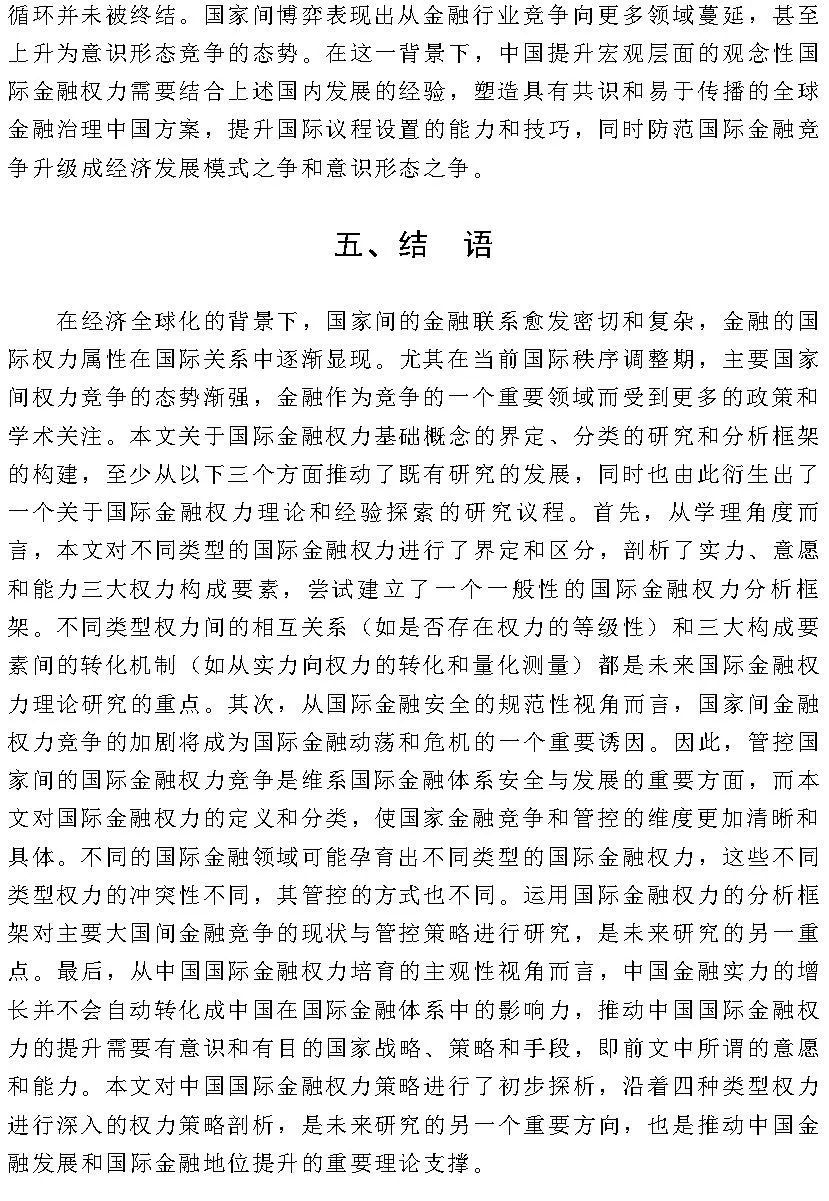 循环并未被终结。国家间博弈表现出从金融行业竞争向更多领域蔓延，甚至
上升为意识形态竞争的态势。在这一背景下，中国提升宏观层面的观念性国
际金融权力需要结合上述国内发展的经验，塑造具有共识和易于传播的全球
金融治理中国方案，提升国际议程设置的能力和技巧，同时防范国际金融竞
争升级成经济发展模式之争和意识形态之争。
五、结　语
在经济全球化的背景下，国家间的金融联系愈发密切和复杂，金融的国
际权力属性在国际关系中逐渐显现。尤其在当前国际秩序调整期，主要国家
间权力竞争的态势渐强，金融作为竞争的一个重要领域而受到更多的政策和
学术关注。本文关于国际金融权力基础概念的界定、分类的研究和分析框架
的构建，至少从以下三个方面推动了既有研究的发展，同时也由此衍生出了
一个关于国际金融权力理论和经验探索的研究议程。首先，从学理角度而
言，本文对不同类型的国际金融权力进行了界定和区分，剖析了实力、意愿
和能力三大权力构成要素，尝试建立了一个一般性的国际金融权力分析框
架。不同类型权力间的相互关系（如是否存在权力的等级性）和三大构成要
素间的转化机制（如从实力向权力的转化和量化测量）都是未来国际金融权
力理论研究的重点。其次，从国际金融安全的规范性视角而言，国家间金融
权力竞争的加剧将成为国际金融动荡和危机的一个重要诱因。因此，管控国
家间的国际金融权力竞争是维系国际金融体系安全与发展的重要方面，而本
文对国际金融权力的定义和分类，使国家金融竞争和管控的维度更加清晰和
具体。不同的国际金融领域可能孕育出不同类型的国际金融权力，这些不同
类型权力的冲突性不同，其管控的方式也不同。运用国际金融权力的分析框
架对主要大国间金融竞争的现状与管控策略进行研究，是未来研究的另一重
点。最后，从中国国际金融权力培育的主观性视角而言，中国金融实力的增
长并不会自动转化成中国在国际金融体系中的影响力，推动中国国际金融权
力的提升需要有意识和有目的国家战略、策略和手段，即前文中所谓的意愿
和能力。本文对中国国际金融权力策略进行了初步探析，沿着四种类型权力
进行深入的权力策略剖析，是未来研究的另一个重要方向，也是推动中国金
融发展和国际金融地位提升的重要理论支撑。